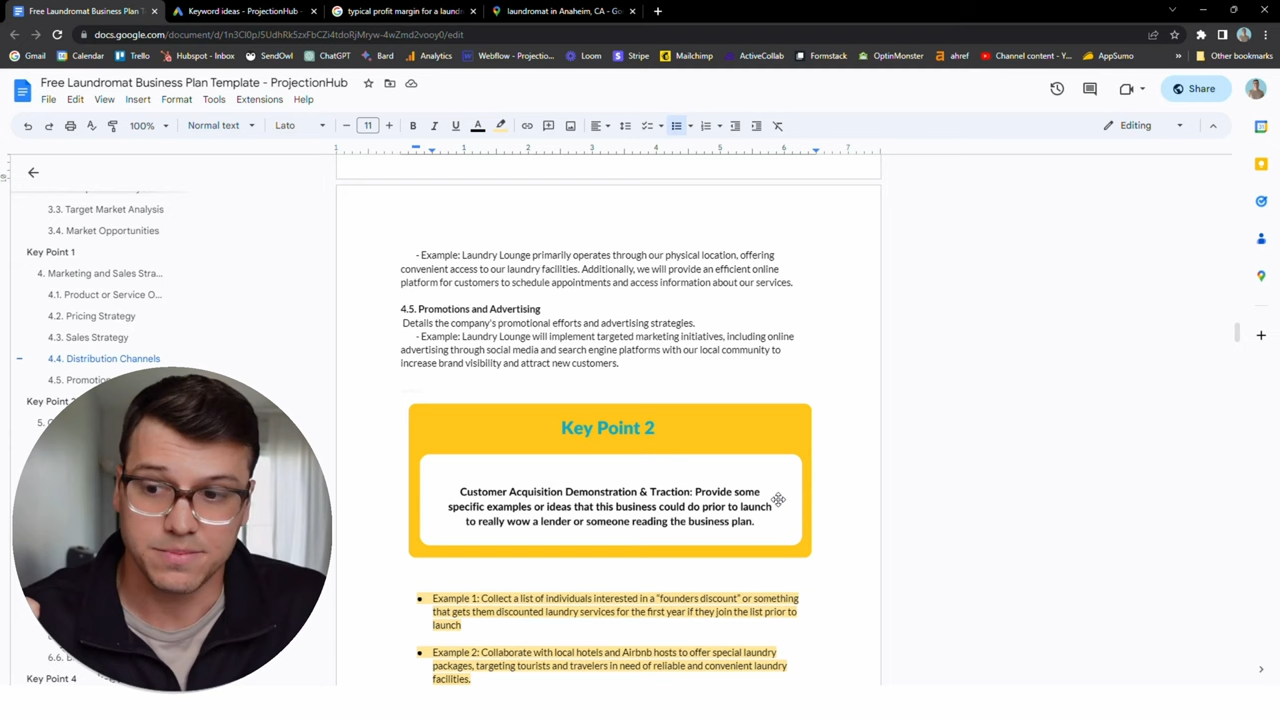 Free Laundromat Business Plan T
Keyword ideas - ProjectionHub
typical profit margin for a laund
laundromat in Anaheim, CA - Go
docs.google.com/document/d/1n3Cl0pJ5UdhRk5zxFbCZi4tdoRjMryw-4wZmd2vooy0/edit
Gmail
Calendar
Trello
Hubspot - Inbox
SendOwl
ChatGPT
Bard
Analytics
Webflow - Projectio...
Loom
Stripe
Mailchimp
ActiveCollab
Formstack
OptinMonster
ahref
Channel content - Y...
AppSumo
Other bookmarks
Free Laundromat Business Plan Template - ProjectionHub
File Edit View Insert Format Tools Extensions Help
Share
100%
Normal text
Lato
11
Editing
1 1 2 3 4 5 6 7
3.3. Target Market Analysis
3.4. Market Opportunities
Key Point 1
4. Marketing and Sales Stra...
4.1. Product or Service O...
4.2. Pricing Strategy
4.3. Sales Strategy
4.4. Distribution Channels
4.5. Promotion
Key Point
5.
6.6.
Key Point 4
- Example: Laundry Lounge primarily operates through our physical location, offering
convenient access to our laundry facilities. Additionally, we will provide an efficient online
platform for customers to schedule appointments and access information about our services.
4.5. Promotions and Advertising
Details the company's promotional efforts and advertising strategies.
- Example: Laundry Lounge will implement targeted marketing initiatives, including online
advertising through social media and search engine platforms with our local community to
increase brand visibility and attract new customers.
Key Point 2
Customer Acquisition Demonstration & Traction: Provide some
specific examples or ideas that this business could do prior to launch
to really wow a lender or someone reading the business plan.
● Example 1: Collect a list of individuals interested in a "founders discount" or something
that gets them discounted laundry services for the first year if they join the list prior to
launch
● Example 2: Collaborate with local hotels and Airbnb hosts to offer special laundry
packages, targeting tourists and travelers in need of reliable and convenient laundry
facilities.